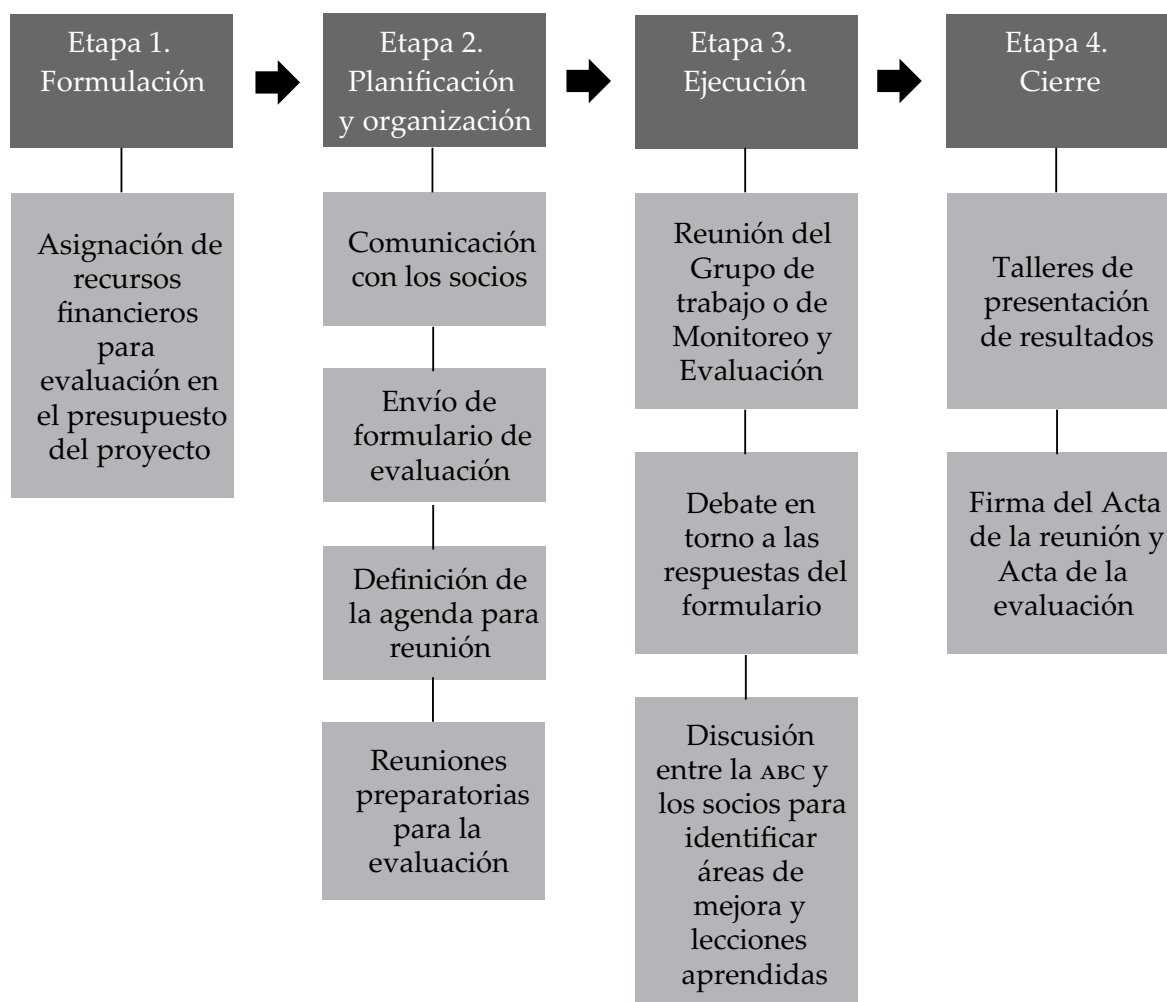 Etapa 1.
Formulación
Asignación de
recursos
financieros
para
evaluación en
el presupuesto
del proyecto
Etapa 2.
Planificación
y organización
Comunicación
con los socios
Envío de
formulario de
evaluación
Definición de
la agenda para
reunión
Reuniones
preparatorias
para la
evaluación
Etapa 3.
Ejecución
Reunión del
Grupo de
trabajo o de
Monitoreo y
Evaluación
Debate en
torno a las
respuestas del
formulario
Discusión
entre la ABC y
los socios para
identificar
áreas de
mejora y
lecciones
aprendidas
Etapa 4.
Cierre
Talleres de
presentación
de resultados
Firma del Acta
de la reunión y
Acta de la
evaluación